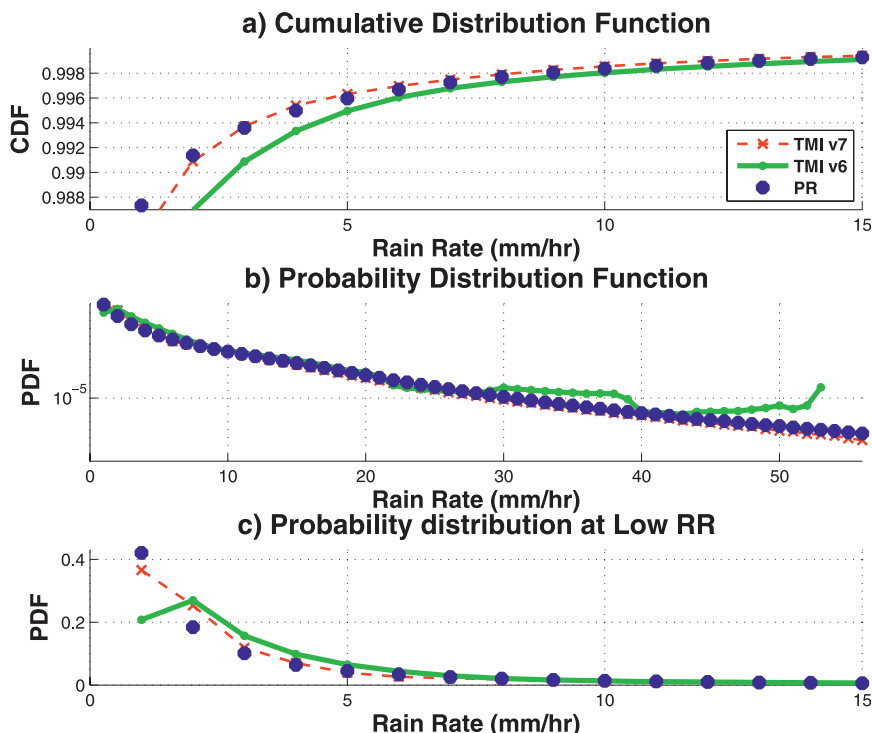 a) Cumulative Distribution Function
CDF
0.998
0.996
0.994
0.992
0.99
0.988
TMI v7
TMI v6
PR
0 5 10 15
Rain Rate (mm/hr)
b) Probability Distribution Function
PDF
10⁻⁵
0 10 20 30 40 50
Rain Rate (mm/hr)
c) Probability distribution at Low RR
PDF
0.4
0.2
0
0 5 10 15
Rain Rate (mm/hr)